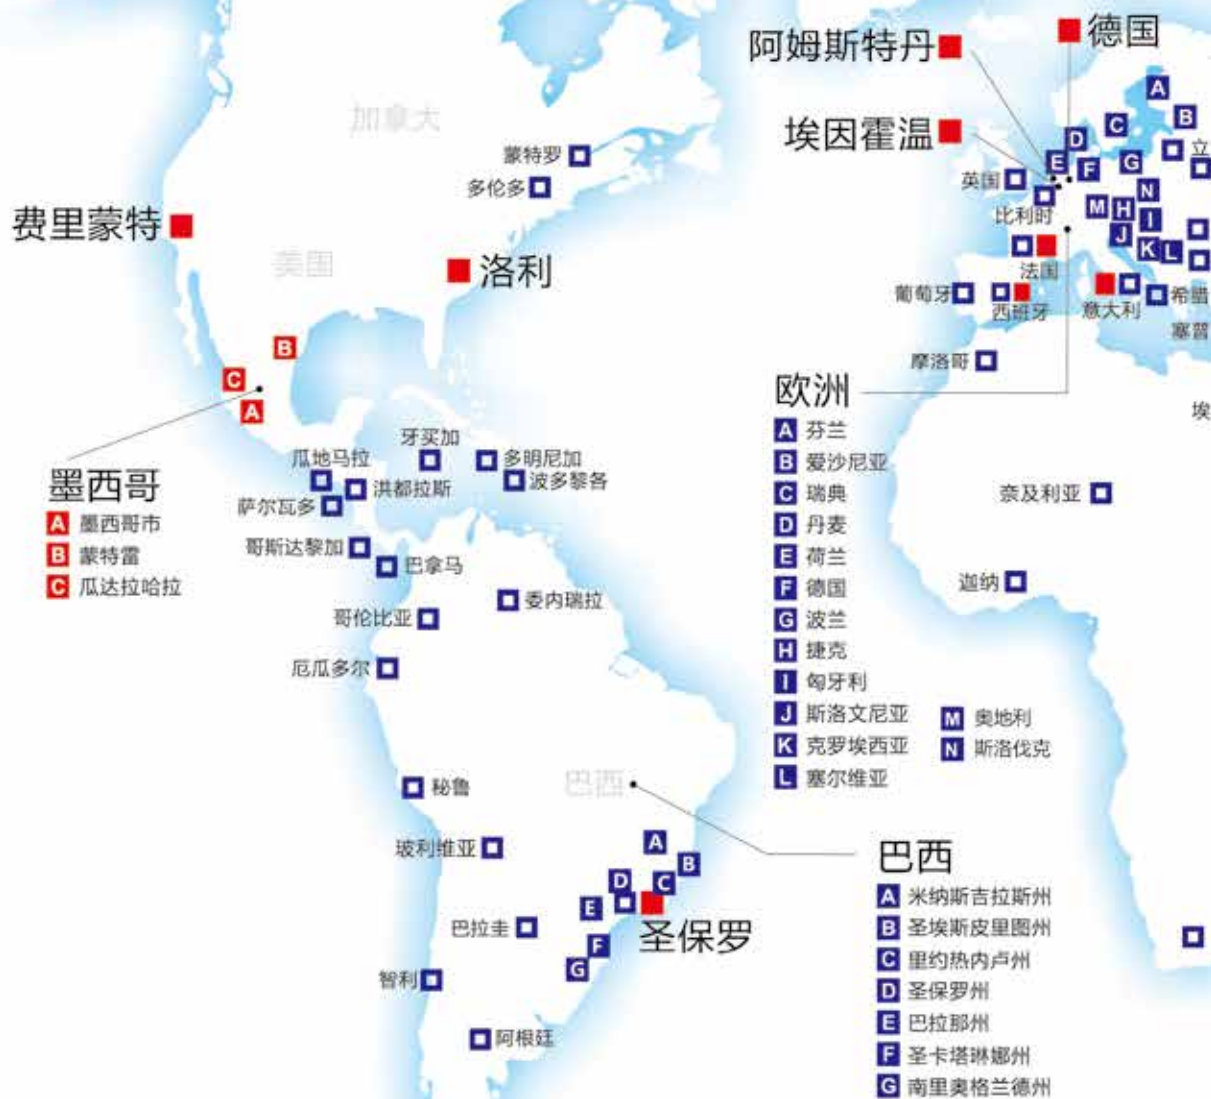 阿姆斯特丹
德国
埃因霍温
A
B
C
D
E
F
G
立
N
M
H
I
J
K
L
英国
比利时
法国
葡萄牙
西班牙
意大利
希腊
塞普
摩洛哥
埃
奈及利亚
迦纳
加拿大
蒙特罗
多伦多
费里蒙特
美国
洛利
B
C
A
墨西哥
A 墨西哥市
B 蒙特雷
C 瓜达拉哈拉
牙买加
瓜地马拉
多明尼加
洪都拉斯
波多黎各
萨尔瓦多
哥斯达黎加
巴拿马
委内瑞拉
哥伦比亚
厄瓜多尔
秘鲁
巴西
玻利维亚
A
B
C
D
E
F
G
圣保罗
巴拉圭
智利
阿根廷
欧洲
A 芬兰
B 爱沙尼亚
C 瑞典
D 丹麦
E 荷兰
F 德国
G 波兰
H 捷克
I 匈牙利
J 斯洛文尼亚
K 克罗埃西亚
L 塞尔维亚
M 奥地利
N 斯洛伐克
巴西
A 米纳斯吉拉斯州
B 圣埃斯皮里图州
C 里约热内卢州
D 圣保罗州
E 巴拉那州
F 圣卡塔琳娜州
G 南里奥格兰德州